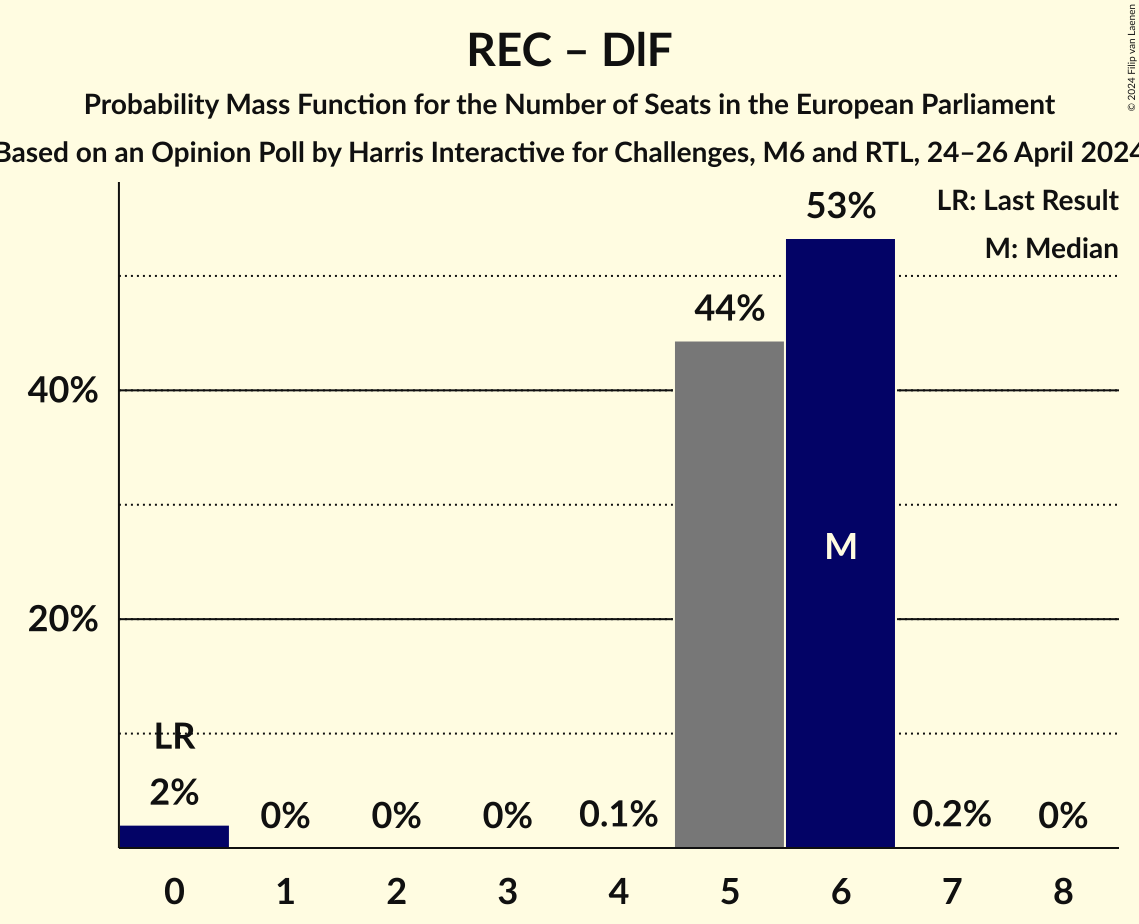 REC – DlF
Probability Mass Function for the Number of Seats in the European Parliament
Based on an Opinion Poll by Harris Interactive for Challenges, M6 and RTL, 24–26 April 2024
© 2024 Filip van Laenen
LR: Last Result
M: Median
53%
44%
40%
M
20%
LR
2%
0%
0%
0%
0.1%
0.2%
0%
0
1
2
3
4
5
6
7
8